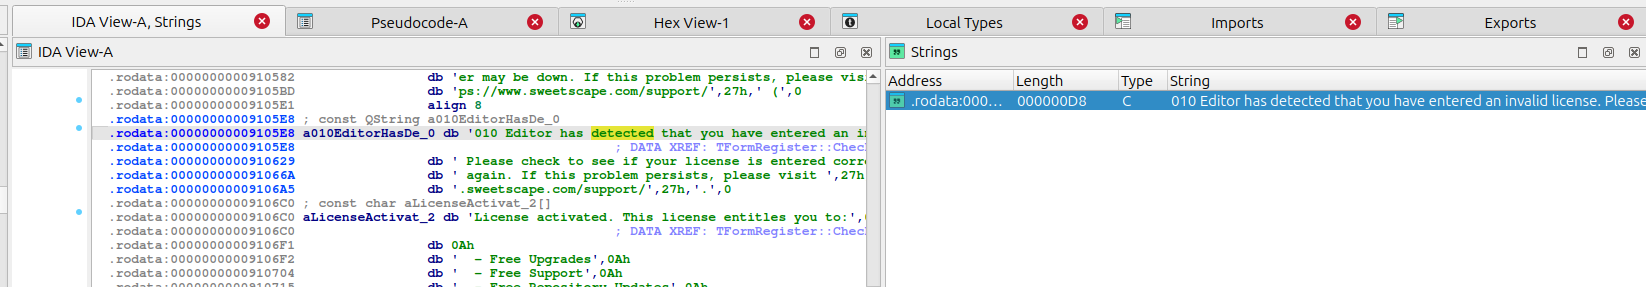 IDA View-A, Strings
Pseudocode-A
Hex View-1
Local Types
Imports
Exports
IDA View-A
.rodata:0000000000910582 db 'er may be down. If this problem persists, please vis
.rodata:00000000009105BD db 'ps://www.sweetscape.com/support/',27h,' (',0
.rodata:00000000009105E1 align 8
.rodata:00000000009105E8 ; const QString a010EditorHasDe_0
.rodata:00000000009105E8 a010EditorHasDe_0 db '010 Editor has detected that you have entered an in
.rodata:00000000009105E8 ; DATA XREF: TFormRegister::Chec
.rodata:0000000000910629 db ' Please check to see if your license is entered corre
.rodata:000000000091066A db ' again. If this problem persists, please visit ',27h
.rodata:00000000009106A5 db '.sweetscape.com/support/',27h,'.',0
.rodata:00000000009106C0 ; const char aLicenseActivat_2[]
.rodata:00000000009106C0 aLicenseActivat_2 db 'License activated. This license entitles you to:',
.rodata:00000000009106C0 ; DATA XREF: TFormRegister::Chec
.rodata:00000000009106F1 db 0Ah
.rodata:00000000009106F2 db '  - Free Upgrades',0Ah
.rodata:0000000000910704 db '  - Free Support',0Ah
.rodata:0000000000910715 db '  - Free Repository Updates',0Ah
Strings
Address Length Type String
.rodata:000... 000000D8 C 010 Editor has detected that you have entered an invalid license. Please